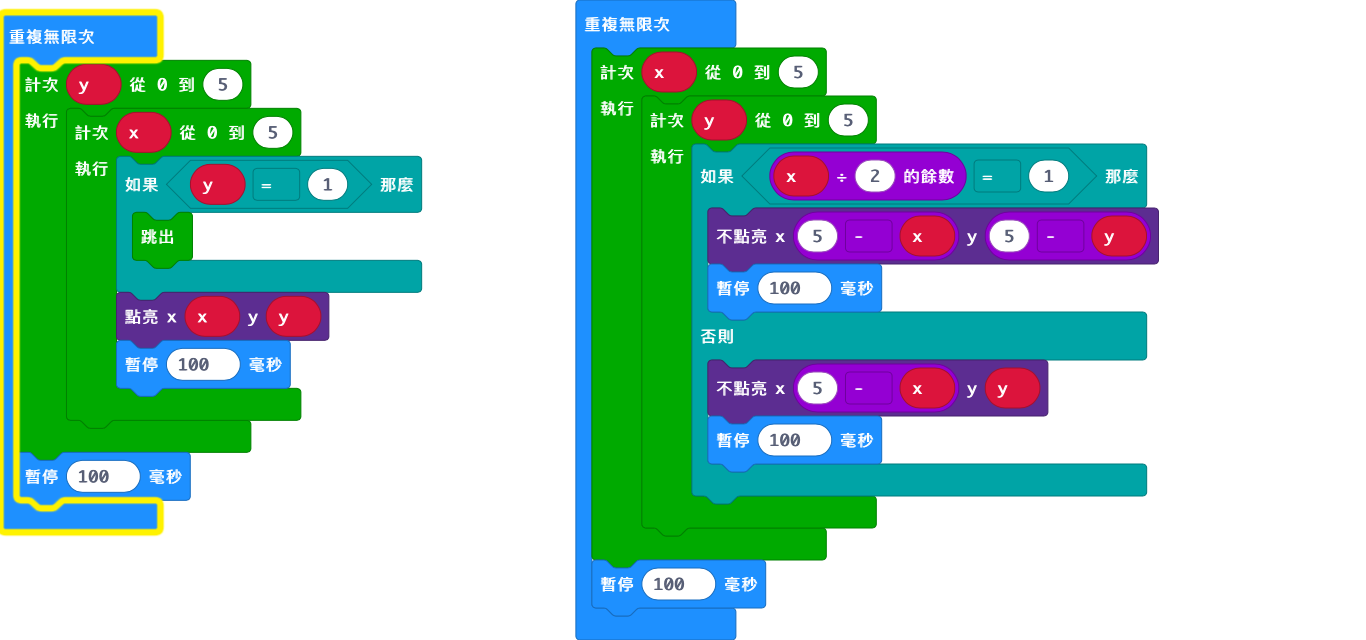 重複無限次
計次 y 從 0 到 5
執行
計次 x 從 0 到 5
執行
如果 y = 1 那麼
跳出
點亮 x x y y
暫停 100 毫秒
暫停 100 毫秒
重複無限次
計次 x 從 0 到 5
執行
計次 y 從 0 到 5
執行
如果 x ÷ 2 的餘數 = 1 那麼
不點亮 x 5 - x y 5 - y
暫停 100 毫秒
否則
不點亮 x 5 - x y y
暫停 100 毫秒
暫停 100 毫秒